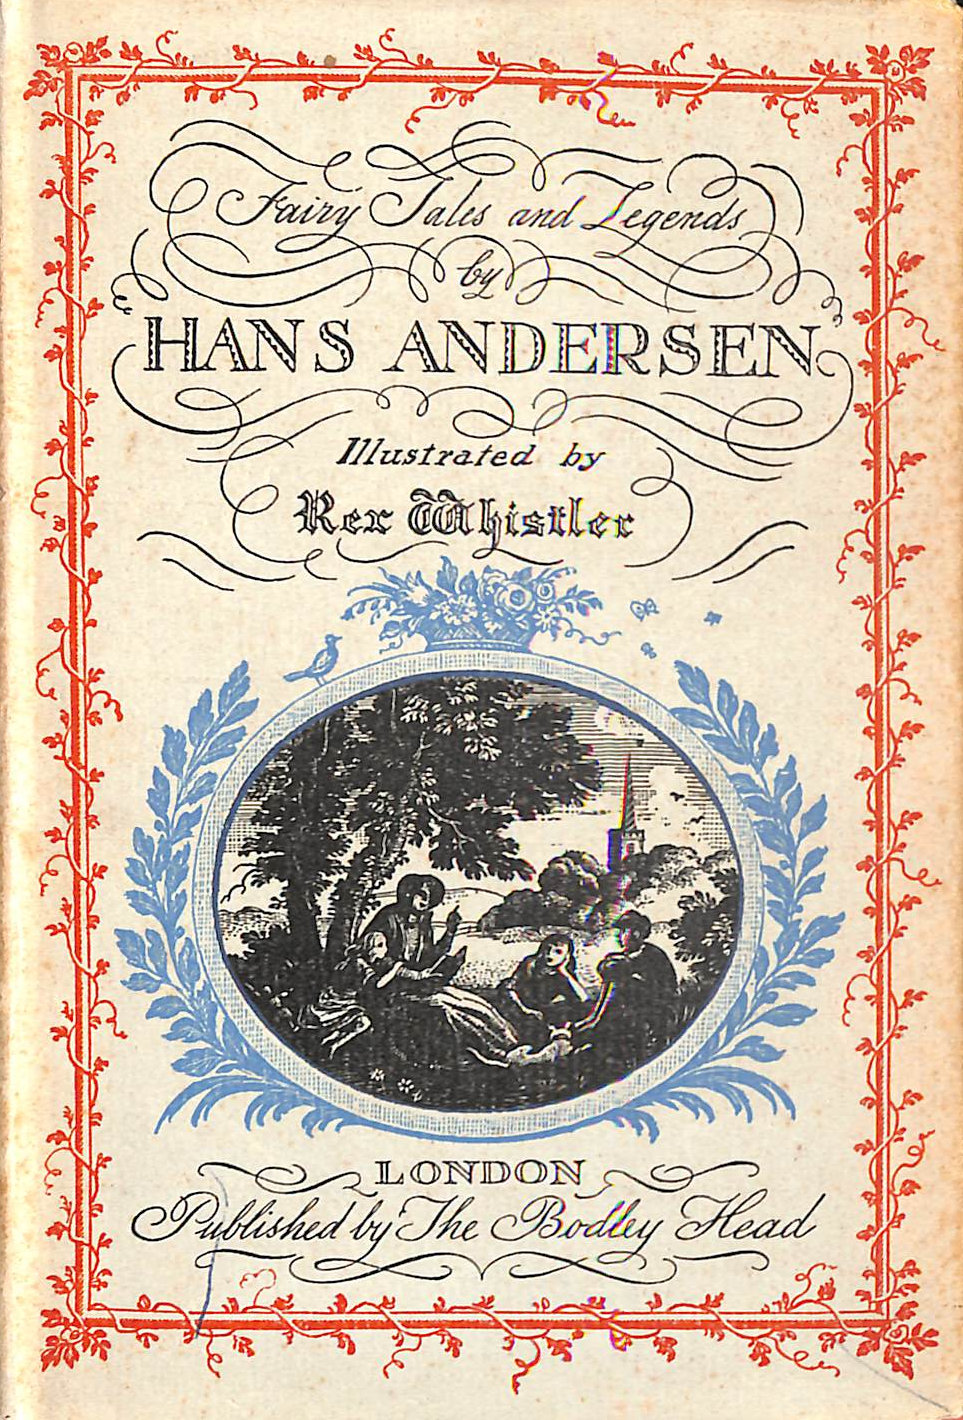 Fairy Tales and Legends
by
HANS ANDERSEN
Illustrated by
Rex Whistler
LONDON
Published by The Bodley Head